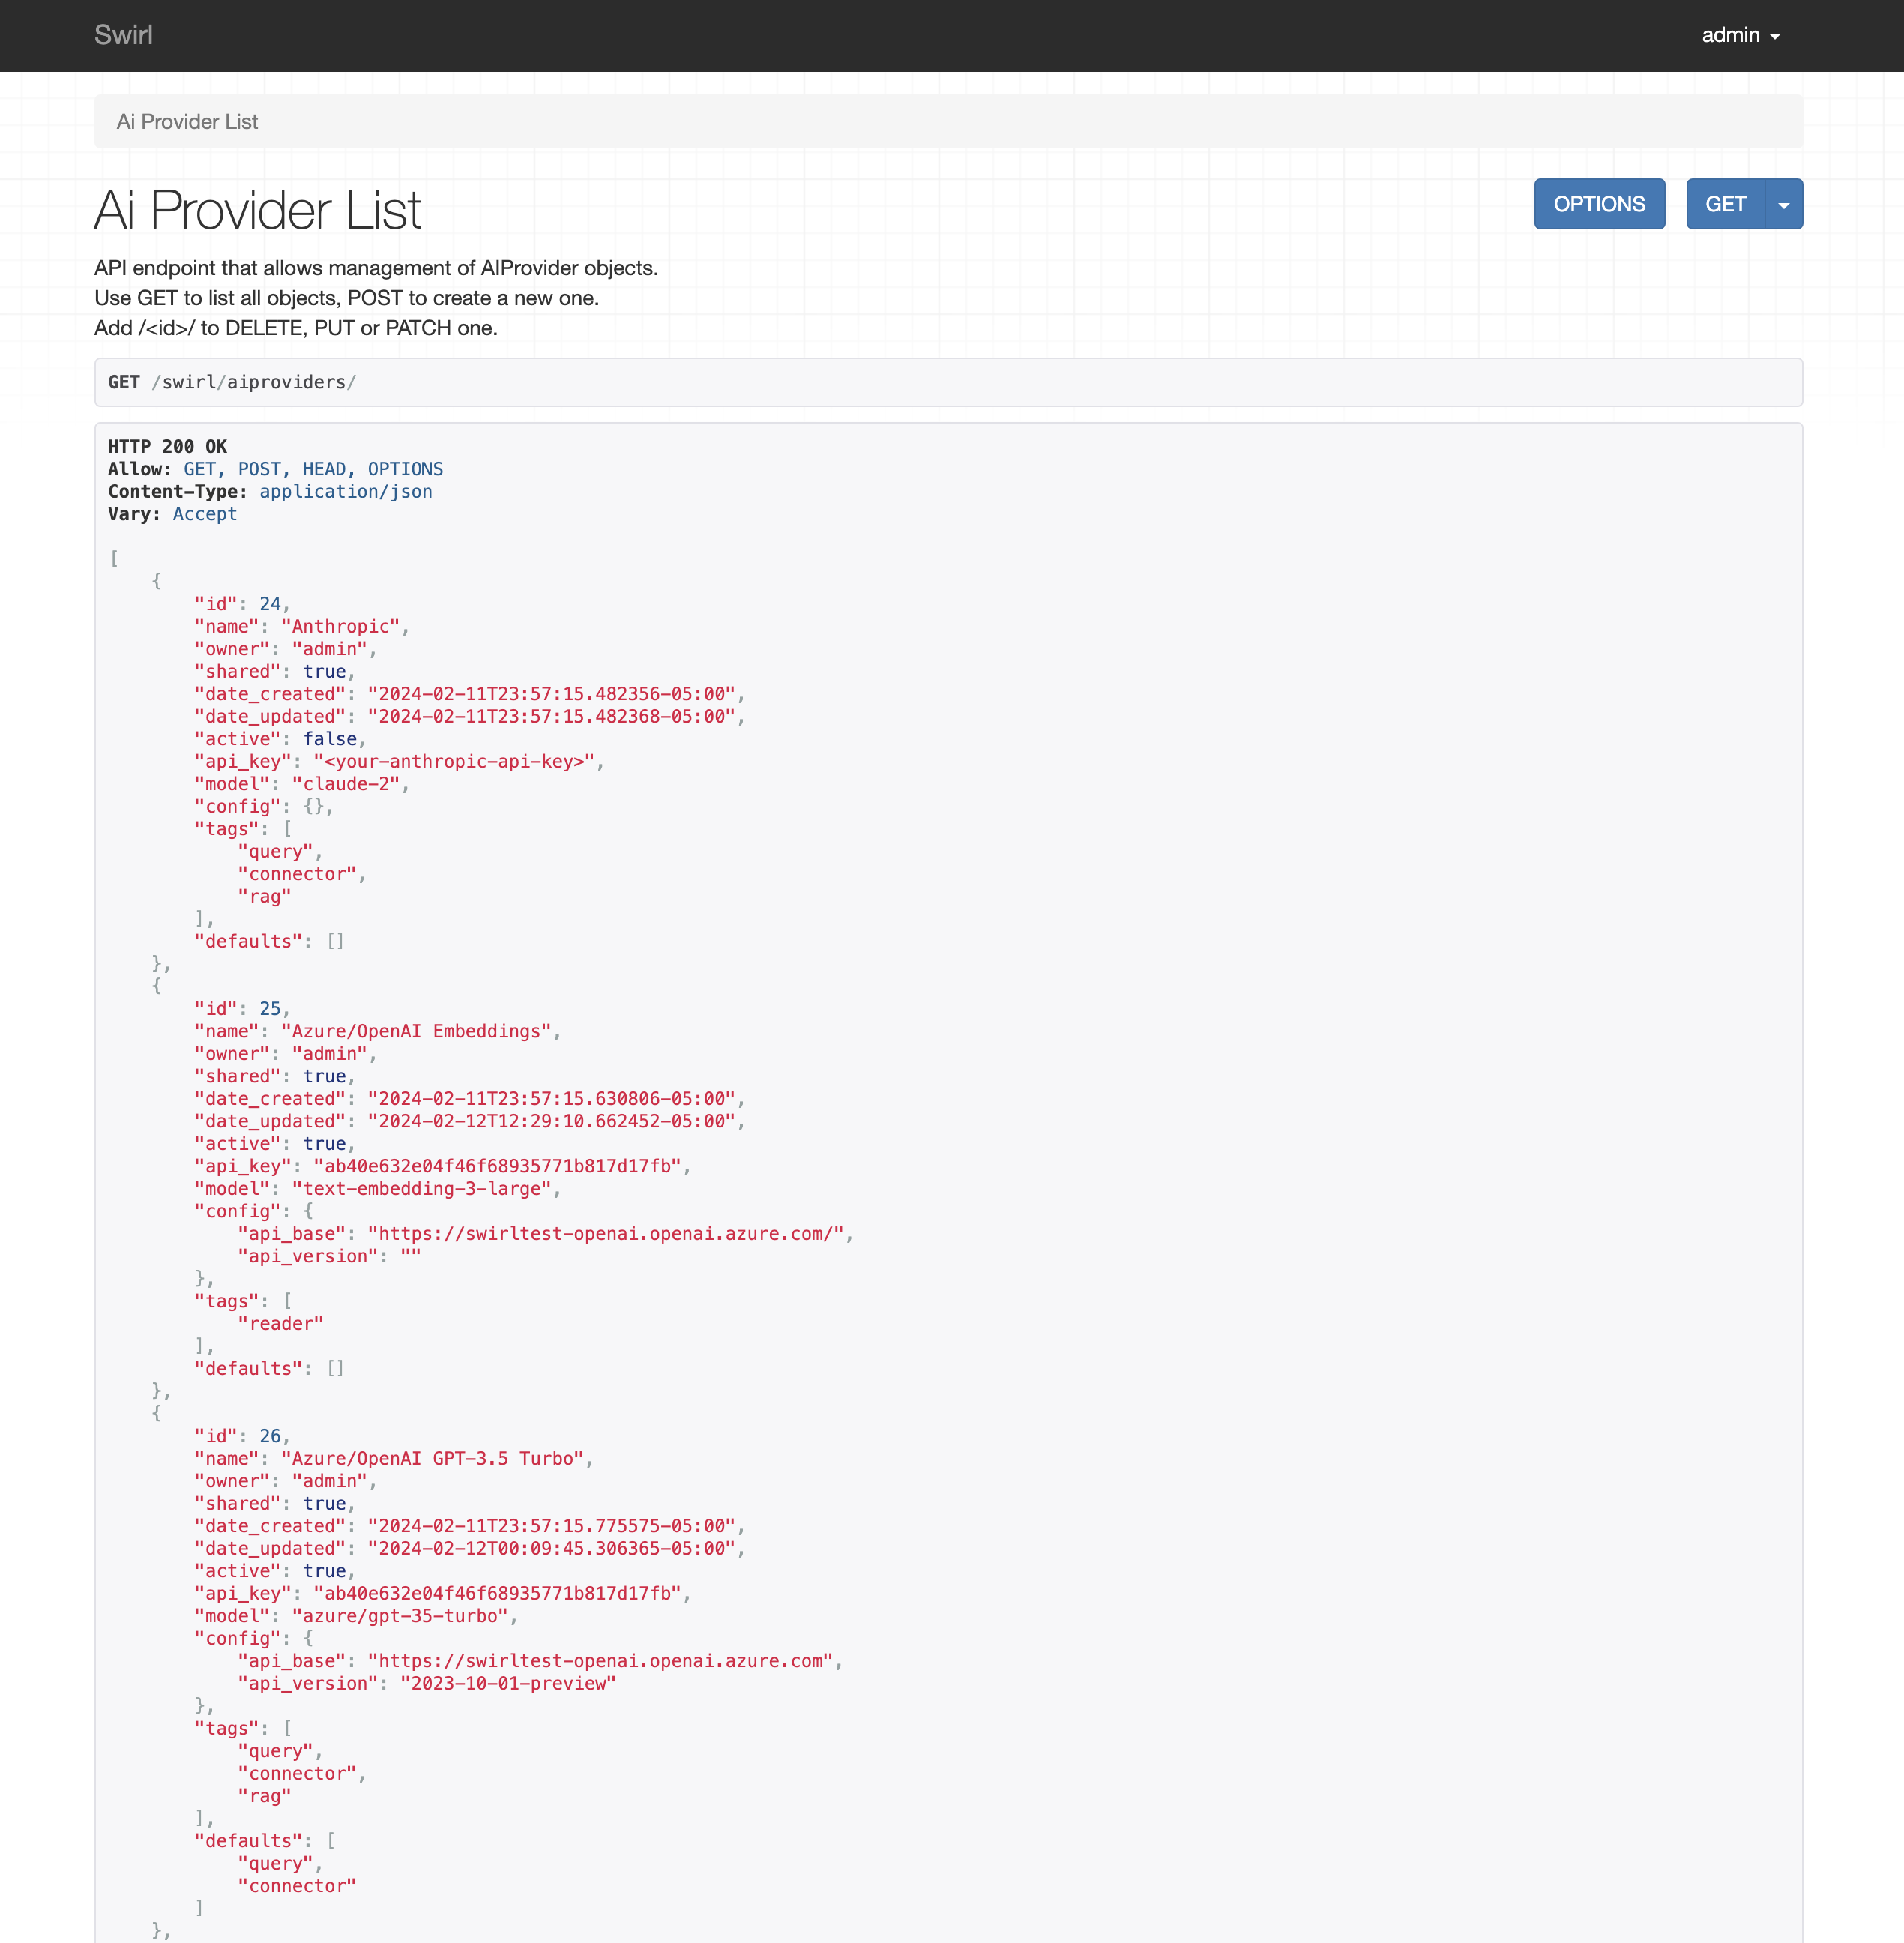 Swirl
admin
Ai Provider List
Ai Provider List
OPTIONS
GET
API endpoint that allows management of AIProvider objects.
Use GET to list all objects, POST to create a new one.
Add /<id>/ to DELETE, PUT or PATCH one.
GET /swirl/aiproviders/
HTTP 200 OK
Allow: GET, POST, HEAD, OPTIONS
Content-Type: application/json
Vary: Accept
[
    {
        "id": 24,
        "name": "Anthropic",
        "owner": "admin",
        "shared": true,
        "date_created": "2024-02-11T23:57:15.482356-05:00",
        "date_updated": "2024-02-11T23:57:15.482368-05:00",
        "active": false,
        "api_key": "<your-anthropic-api-key>",
        "model": "claude-2",
        "config": {},
        "tags": [
            "query",
            "connector",
            "rag"
        ],
        "defaults": []
    },
    {
        "id": 25,
        "name": "Azure/OpenAI Embeddings",
        "owner": "admin",
        "shared": true,
        "date_created": "2024-02-11T23:57:15.630806-05:00",
        "date_updated": "2024-02-12T12:29:10.662452-05:00",
        "active": true,
        "api_key": "ab40e632e04f46f68935771b817d17fb",
        "model": "text-embedding-3-large",
        "config": {
            "api_base": "https://swirltest-openai.openai.azure.com/",
            "api_version": ""
        },
        "tags": [
            "reader"
        ],
        "defaults": []
    },
    {
        "id": 26,
        "name": "Azure/OpenAI GPT-3.5 Turbo",
        "owner": "admin",
        "shared": true,
        "date_created": "2024-02-11T23:57:15.775575-05:00",
        "date_updated": "2024-02-12T00:09:45.306365-05:00",
        "active": true,
        "api_key": "ab40e632e04f46f68935771b817d17fb",
        "model": "azure/gpt-35-turbo",
        "config": {
            "api_base": "https://swirltest-openai.openai.azure.com",
            "api_version": "2023-10-01-preview"
        },
        "tags": [
            "query",
            "connector",
            "rag"
        ],
        "defaults": [
            "query",
            "connector"
        ]
    },